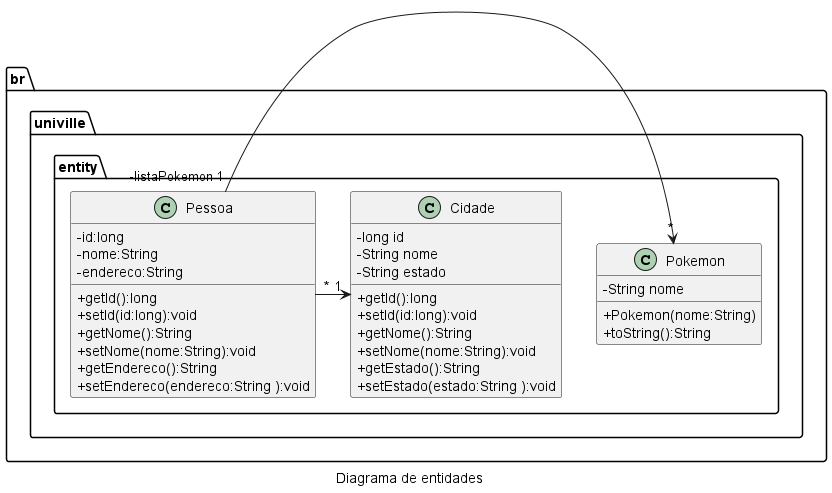 br
univille
entity
-listaPokemon 1
C Pessoa
-id:long
-nome:String
-endereco:String
+getId():long
+setId(id:long):void
+getNome():String
+setNome(nome:String):void
+getEndereco():String
+setEndereco(endereco:String ):void
* 1
C Cidade
-long id
-String nome
-String estado
+getId():long
+setId(id:long):void
+getNome():String
+setNome(nome:String):void
+getEstado():String
+setEstado(estado:String ):void
*
C Pokemon
-String nome
+Pokemon(nome:String)
+toString():String
Diagrama de entidades